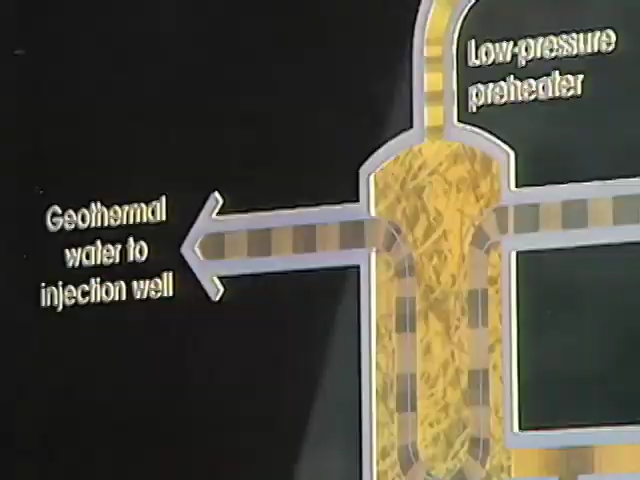 Low-pressure
preheater
Geothermal
water to
injection well